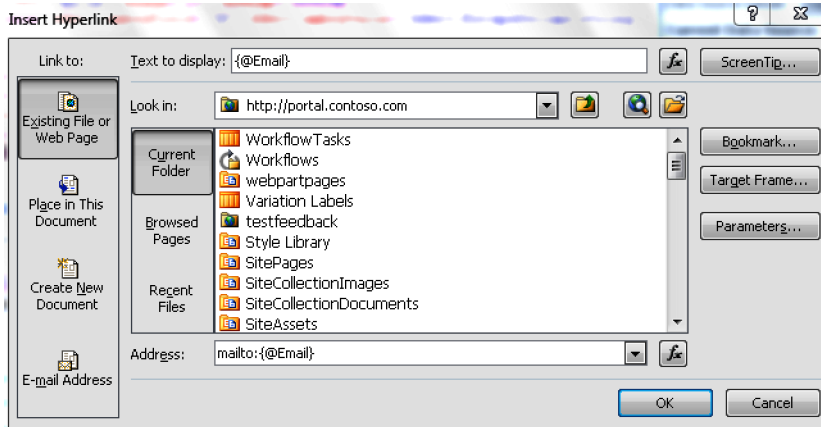 Insert Hyperlink
?
Link to:
Text to display: {@Email}
fx
ScreenTip...
Existing File or
Web Page
Look in: http://portal.contoso.com
Current
Folder
WorkflowTasks
Workflows
webpartpages
Variation Labels
testfeedback
Style Library
SitePages
SiteCollectionImages
SiteCollectionDocuments
SiteAssets
Bookmark...
Target Frame...
Parameters...
Place in This
Document
Browsed
Pages
Create New
Document
Recent
Files
E-mail Address
Address: mailto:{@Email}
fx
OK
Cancel